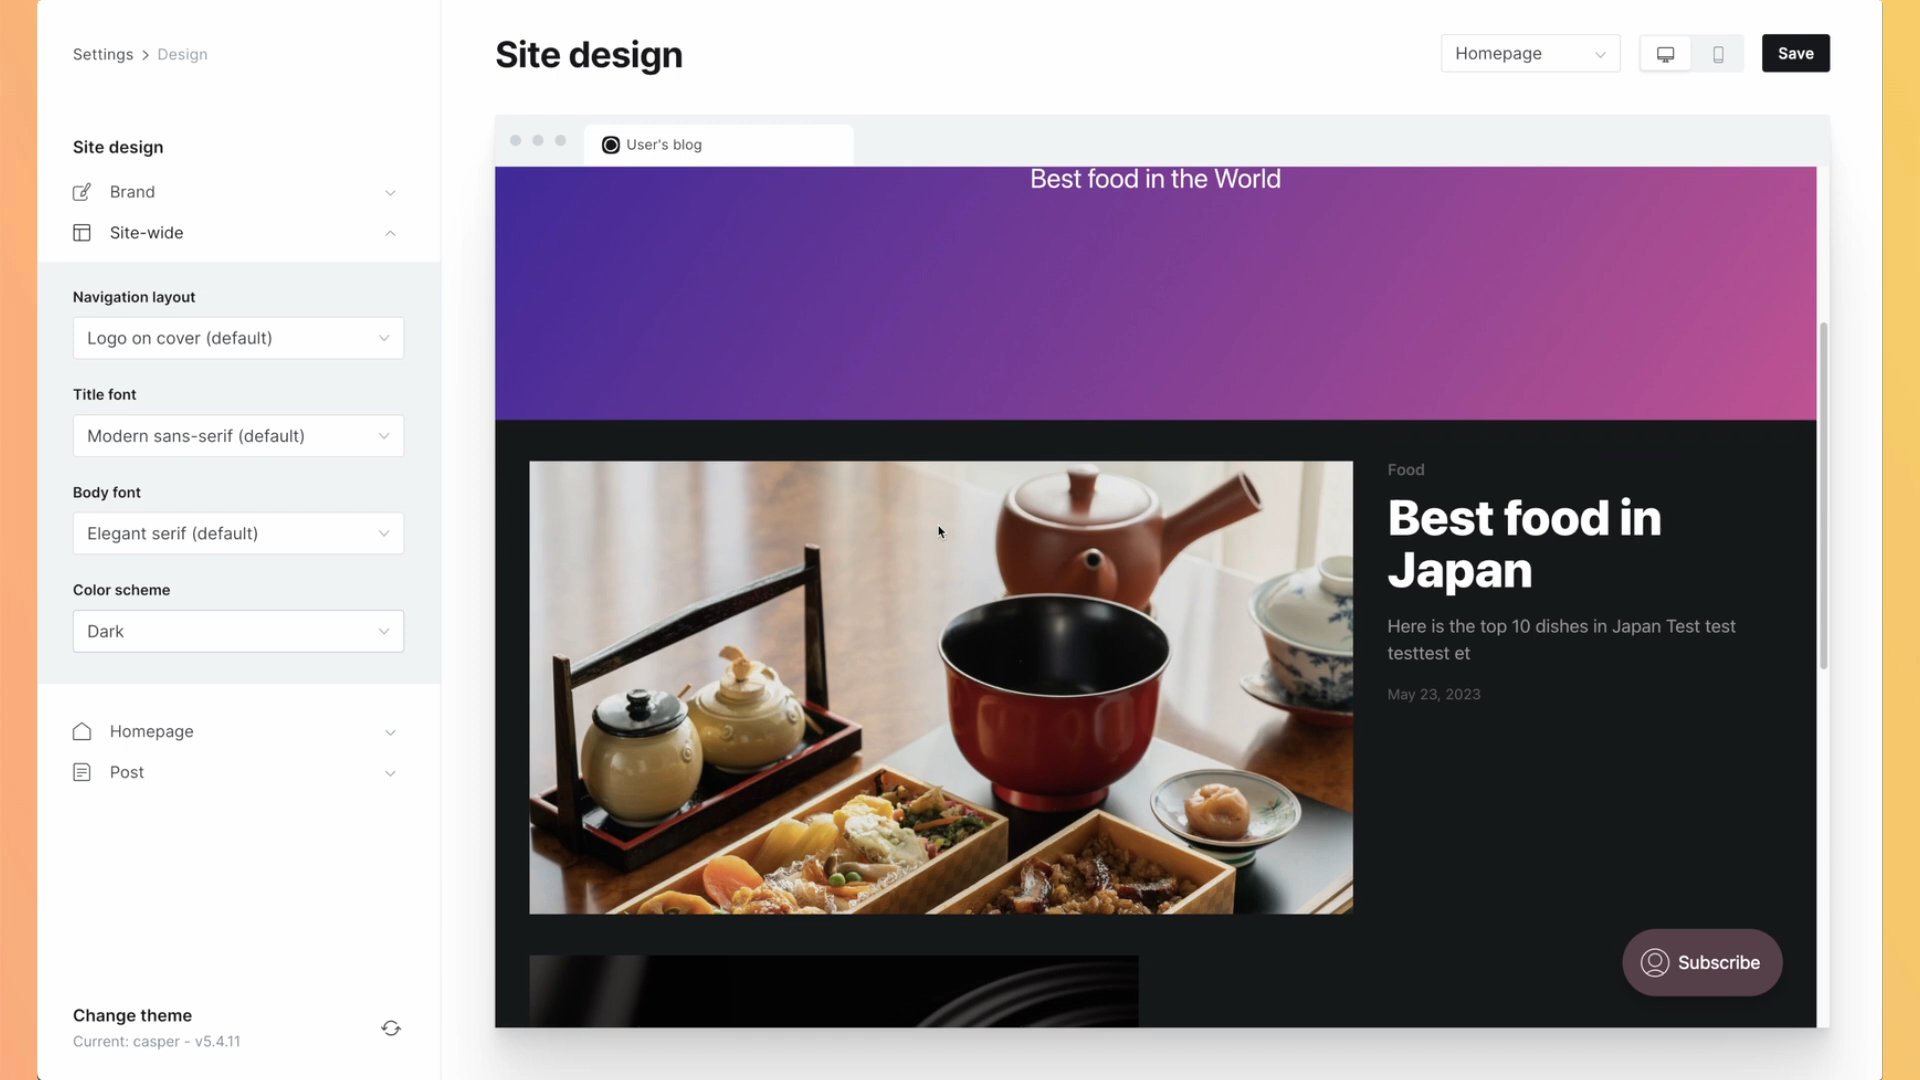 Settings > Design
Site design
Brand
Site-wide
Navigation layout
Logo on cover (default)
Title font
Modern sans-serif (default)
Body font
Elegant serif (default)
Color scheme
Dark
Homepage
Post
Change theme
Current: casper - v5.4.11
Site design
Homepage
Save
User's blog
Best food in the World
Food
Best food in
Japan
Here is the top 10 dishes in Japan Test test
testtest et
May 23, 2023
Subscribe